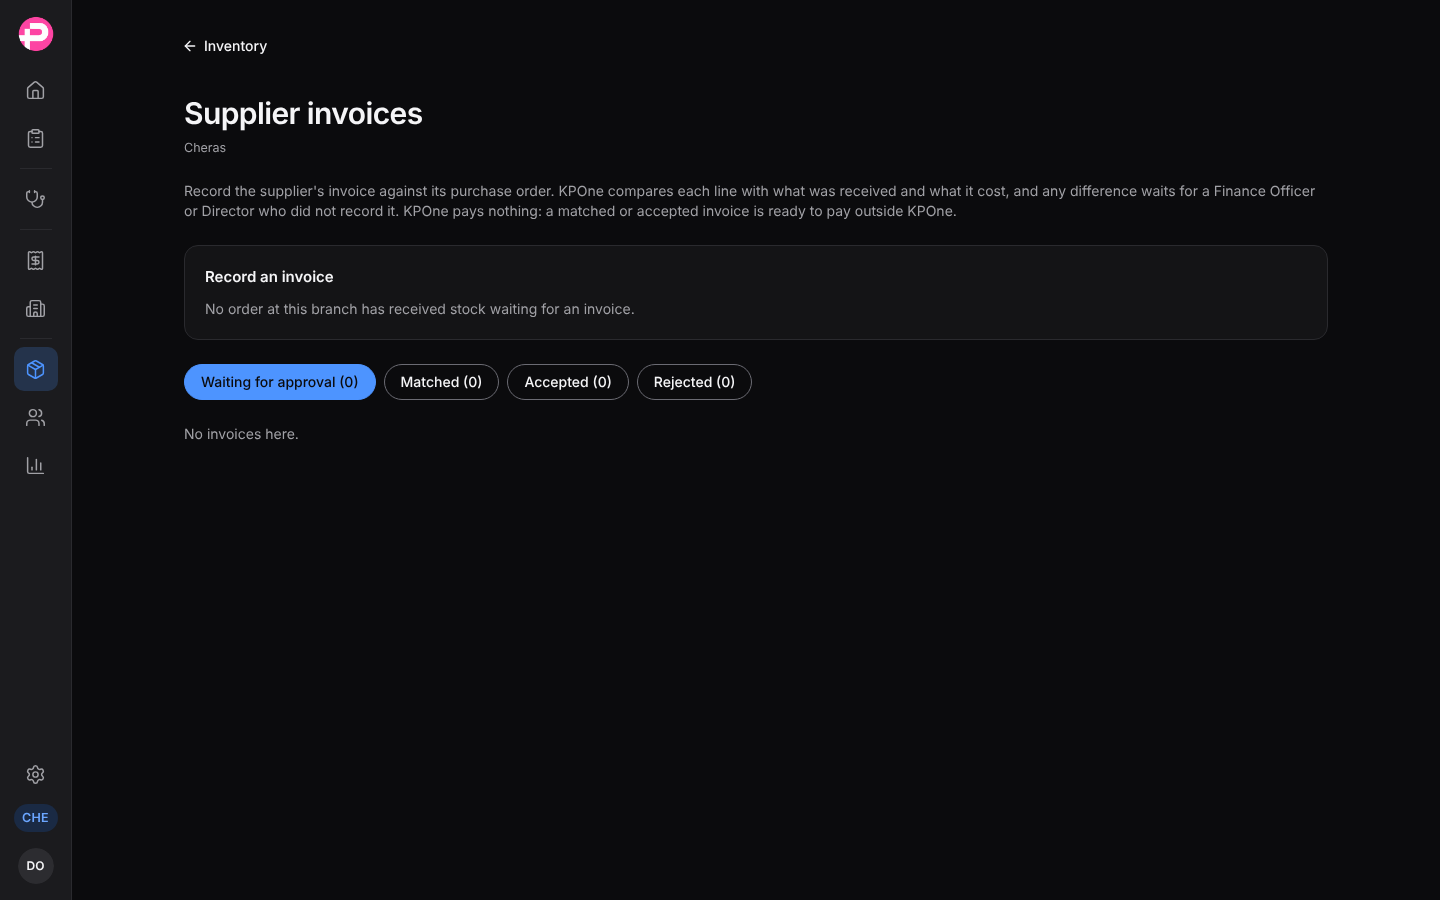 Inventory
Supplier invoices
Cheras
Record the supplier's invoice against its purchase order. KPOne compares each line with what was received and what it cost, and any difference waits for a Finance Officer
or Director who did not record it. KPOne pays nothing: a matched or accepted invoice is ready to pay outside KPOne.
Record an invoice
No order at this branch has received stock waiting for an invoice.
Waiting for approval (0) Matched (0) Accepted (0) Rejected (0)
No invoices here.
CHE
DO